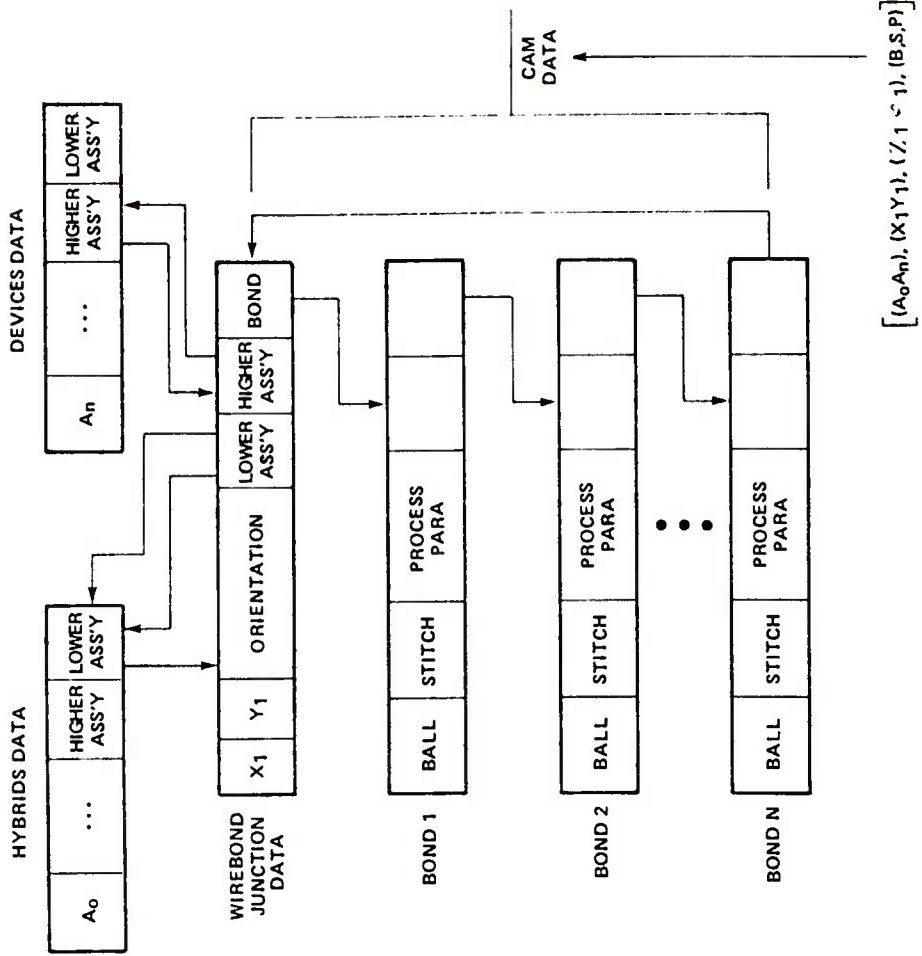 HYBRIDS DATA
DEVICES DATA
A0
...
HIGHER
ASS'Y
LOWER
ASS'Y
An
...
HIGHER
ASS'Y
LOWER
ASS'Y
WIREBOND
JUNCTION
DATA
X1
Y1
ORIENTATION
LOWER
ASS'Y
HIGHER
ASS'Y
BOND
BOND 1
BALL
STITCH
PROCESS
PARA
BOND 2
BALL
STITCH
PROCESS
PARA
BOND N
BALL
STITCH
PROCESS
PARA
CAM
DATA
[(A0An), (X1Y1), (B,S,P)]